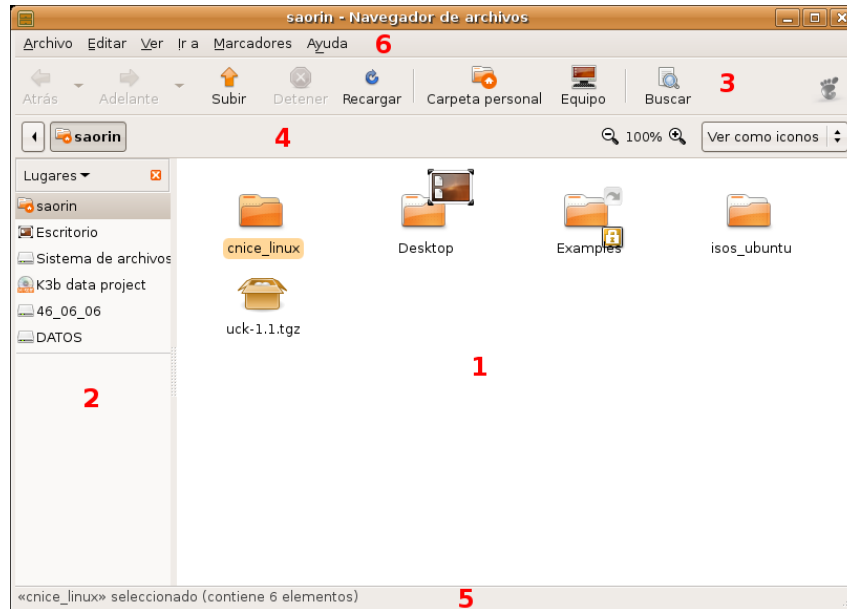 saorin - Navegador de archivos
Archivo Editar Ver Ir a Marcadores Ayuda 6
Atrás Adelante Subir Detener Recargar Carpeta personal Equipo Buscar 3
saorin 4 100% Ver como iconos
Lugares
saorin
Escritorio
Sistema de archivos
K3b data project
46_06_06
DATOS
2
cnice_linux Desktop Examples isos_ubuntu
uck-1.1.tgz
1
«cnice_linux» seleccionado (contiene 6 elementos) 5